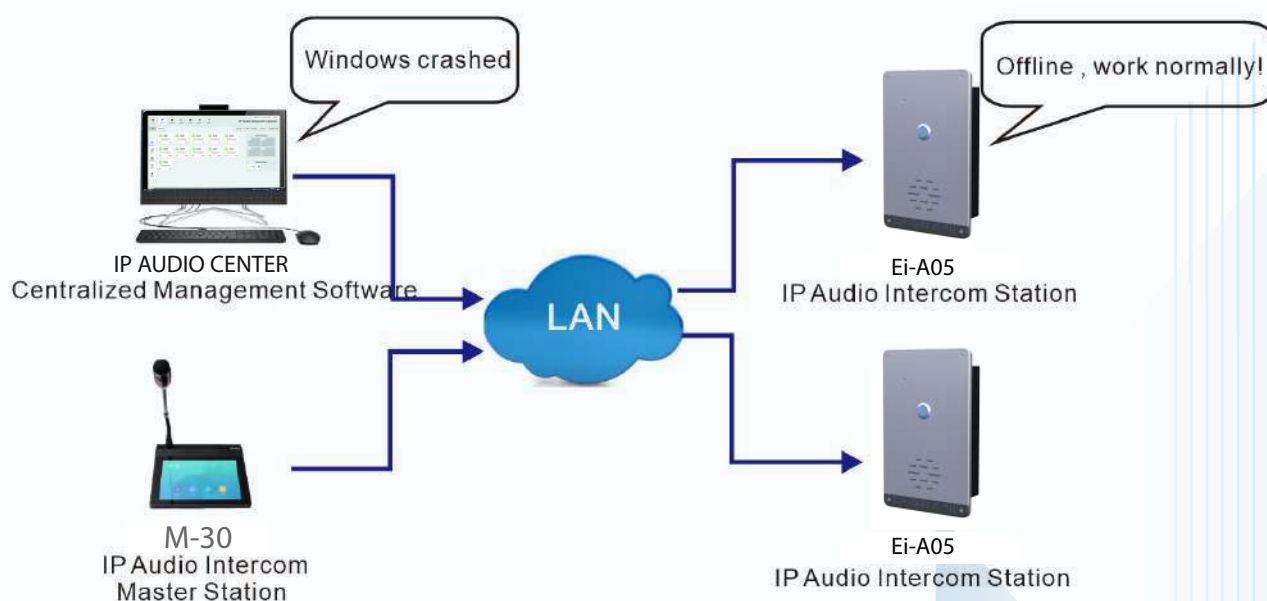 Windows crashed
Offline , work normally!
IP AUDIO CENTER
Centralized Management Software
Ei-A05
IP Audio Intercom Station
LAN
M-30
IP Audio Intercom
Master Station
Ei-A05
IP Audio Intercom Station